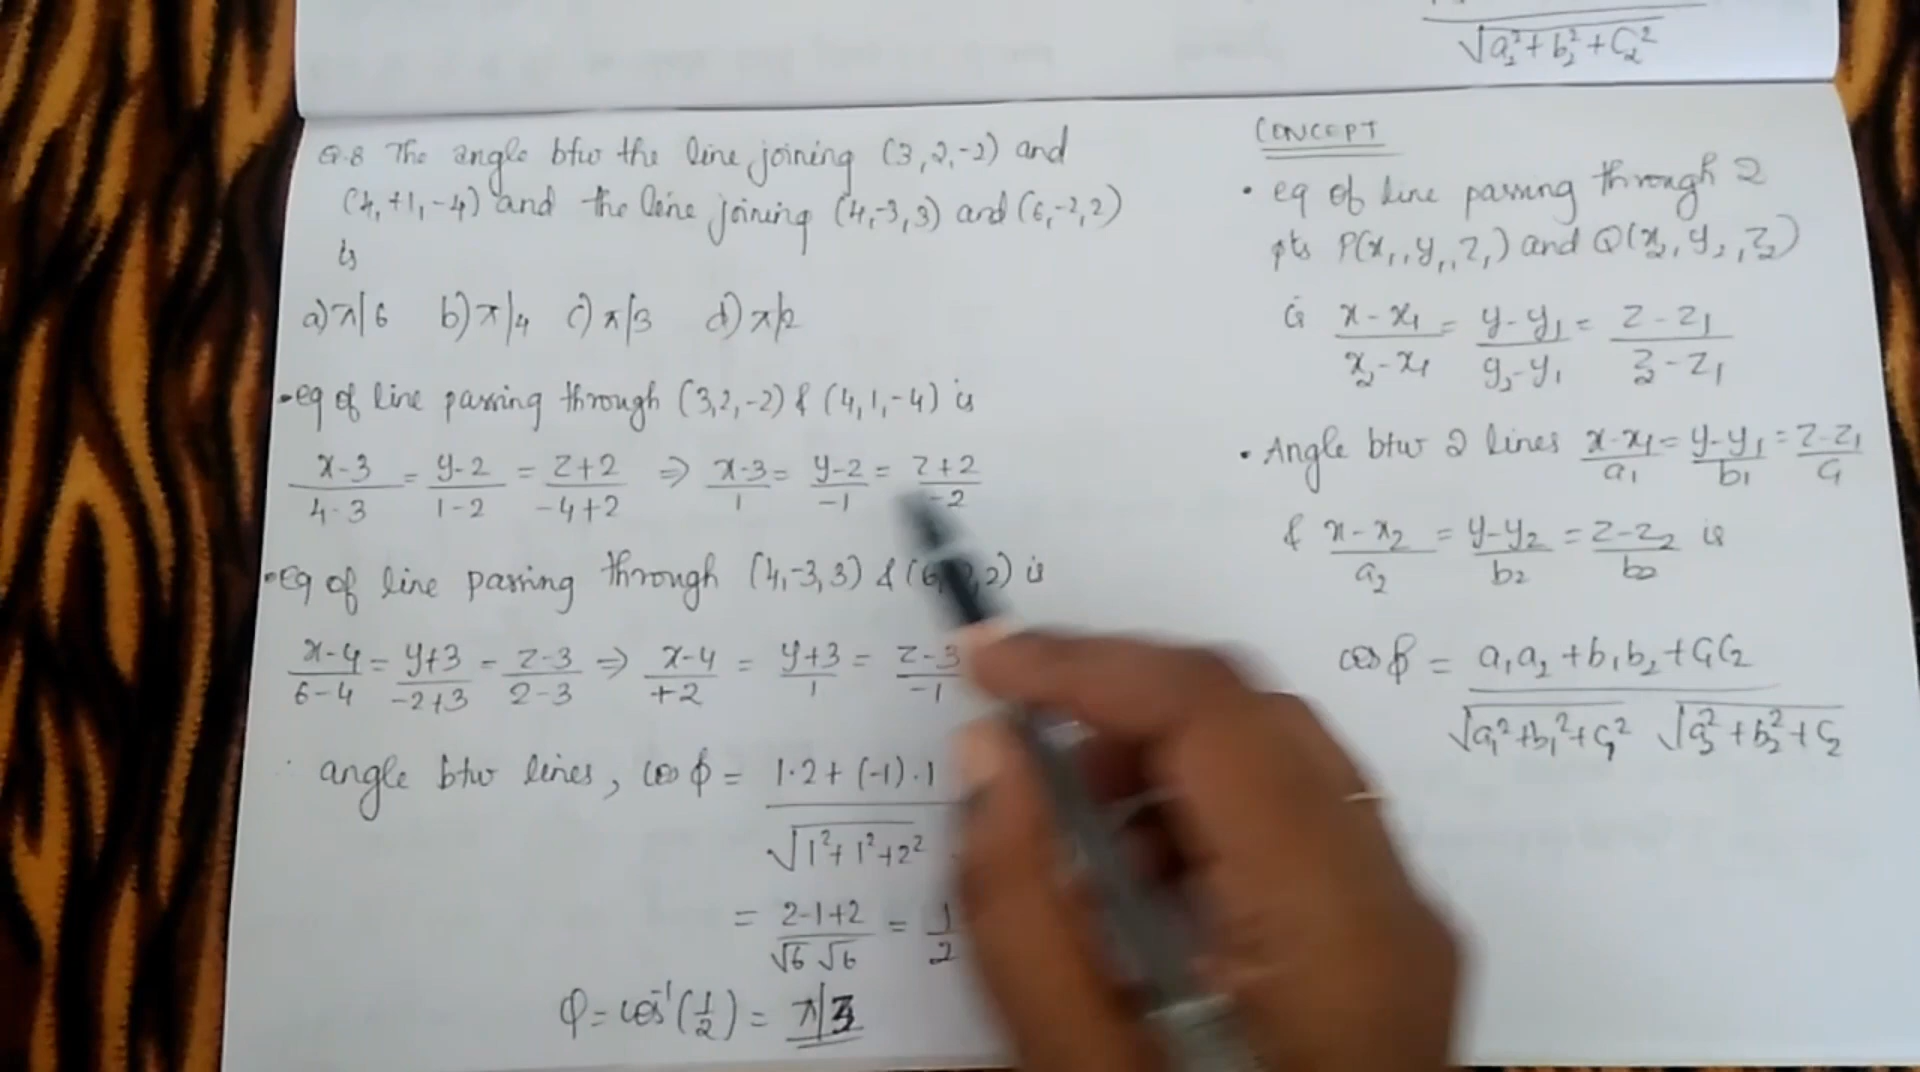 √a₂²+b₂²+C₂²
Q.8 The angle btw the line joining (3,2,-2) and
(4,+1,-4) and the line joining (4,-3,3) and (6,-2,2)
is
a) π/6 b) π/4 c) π/3 d) π/2
•eq of line passing through (3,2,-2) & (4,1,-4) is
x-3/4-3 = y-2/1-2 = z+2/-4+2 ⇒ x-3/1 = y-2/-1 = z+2/-2
•eq of line passing through (4,-3,3) & (6, ,2) is
x-4/6-4 = y+3/-2+3 = z-3/2-3 ⇒ x-4/+2 = y+3/1 = z-3/-1
angle btw lines, cos φ = 1·2+(-1)·1 / √1²+1²+2²
= 2-1+2/√6 √6 = 1/2
φ = cos⁻¹(1/2) = π/3
CONCEPT
• eq of line passing through 2
pts P(x₁,y₁,z₁) and Q(x₂,y₂,z₂)
is x-x₁/x₂-x₁ = y-y₁/y₂-y₁ = z-z₁/z₂-z₁
• Angle btw 2 lines x-x₁/a₁ = y-y₁/b₁ = z-z₁/c₁
& x-x₂/a₂ = y-y₂/b₂ = z-z₂/b₂ is
cos φ = a₁a₂+b₁b₂+c₁c₂ / √a₁²+b₁²+c₁² √a₂²+b₂²+c₂